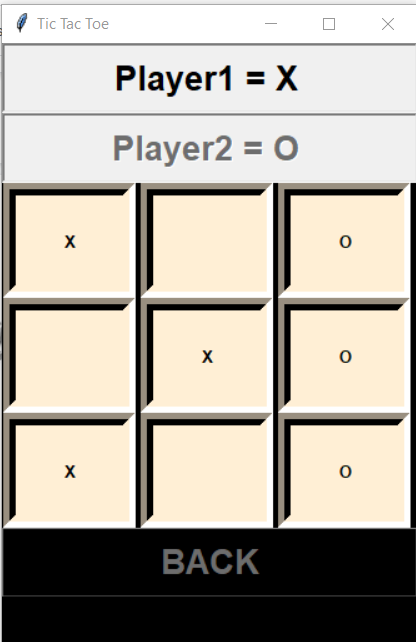 Tic Tac Toe
Player1 = X
Player2 = O
X O
X O
X O
BACK